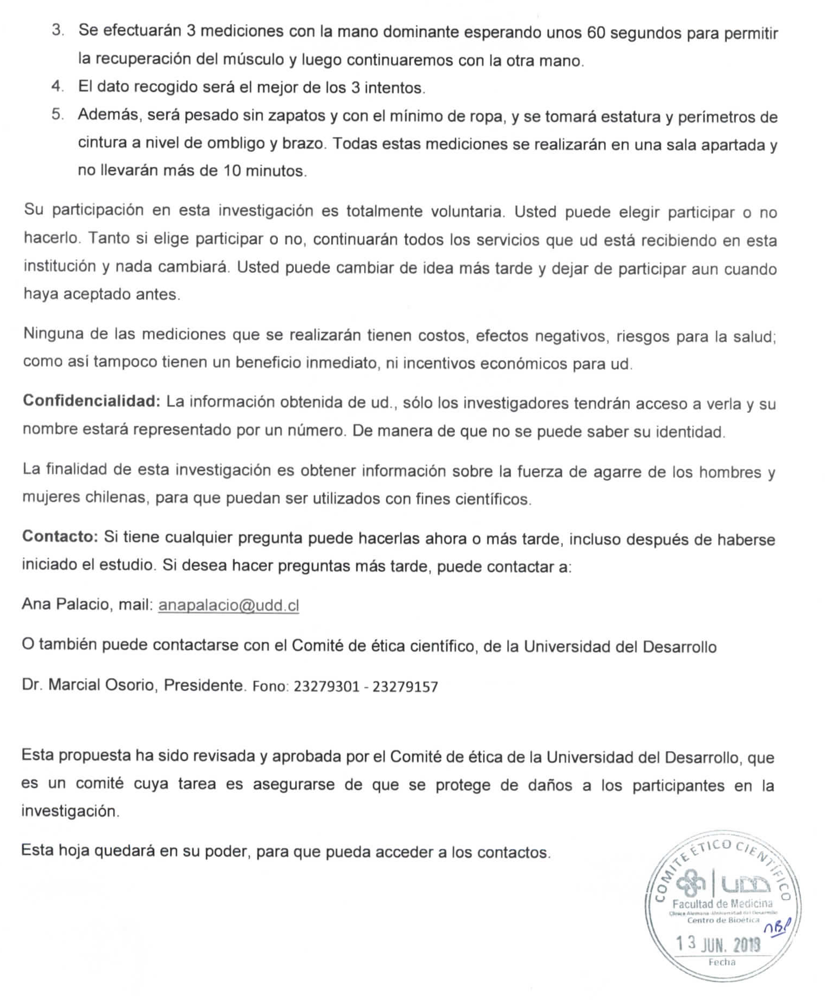 3. Se efectuarán 3 mediciones con la mano dominante esperando unos 60 segundos para permitir
la recuperación del músculo y luego continuaremos con la otra mano.
4. El dato recogido será el mejor de los 3 intentos.
5. Además, será pesado sin zapatos y con el mínimo de ropa, y se tomará estatura y perímetros de
cintura a nivel de ombligo y brazo. Todas estas mediciones se realizarán en una sala apartada y
no llevarán más de 10 minutos.
Su participación en esta investigación es totalmente voluntaria. Usted puede elegir participar o no
hacerlo. Tanto si elige participar o no, continuarán todos los servicios que ud está recibiendo en esta
institución y nada cambiará. Usted puede cambiar de idea más tarde y dejar de participar aun cuando
haya aceptado antes.
Ninguna de las mediciones que se realizarán tienen costos, efectos negativos, riesgos para la salud;
como así tampoco tienen un beneficio inmediato, ni incentivos económicos para ud.
Confidencialidad: La información obtenida de ud., sólo los investigadores tendrán acceso a verla y su
nombre estará representado por un número. De manera de que no se puede saber su identidad.
La finalidad de esta investigación es obtener información sobre la fuerza de agarre de los hombres y
mujeres chilenas, para que puedan ser utilizados con fines científicos.
Contacto: Si tiene cualquier pregunta puede hacerlas ahora o más tarde, incluso después de haberse
iniciado el estudio. Si desea hacer preguntas más tarde, puede contactar a:
Ana Palacio, mail: anapalacio@udd.cl
O también puede contactarse con el Comité de ética científico, de la Universidad del Desarrollo
Dr. Marcial Osorio, Presidente. Fono: 23279301 - 23279157
Esta propuesta ha sido revisada y aprobada por el Comité de ética de la Universidad del Desarrollo, que
es un comité cuya tarea es asegurarse de que se protege de daños a los participantes en la
investigación.
Esta hoja quedará en su poder, para que pueda acceder a los contactos.
COMITE ÉTICO CIENTÍFICO
UDD
Facultad de Medicina
Clínica Alemana - Universidad del Desarrollo
Centro de Bioética
13 JUN. 2018
Fecha